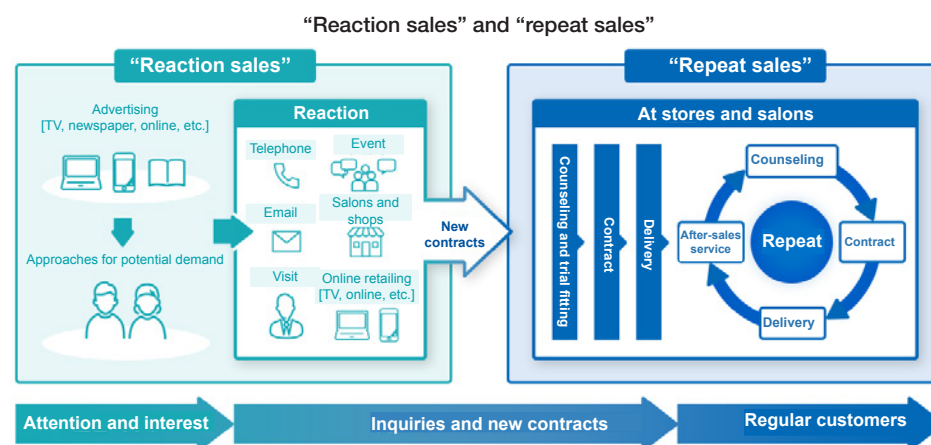 “Reaction sales” and “repeat sales”
“Reaction sales”
Advertising
[TV, newspaper, online, etc.]
Approaches for potential demand
Reaction
Telephone
Event
Email
Salons and
shops
Visit
Online retailing
[TV, online, etc.]
New
contracts
“Repeat sales”
At stores and salons
Counseling and trial fitting
Contract
Delivery
Counseling
Contract
Delivery
After-sales
service
Repeat
Attention and interest
Inquiries and new contracts
Regular customers